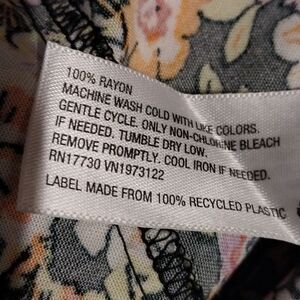 100% RAYON
MACHINE WASH COLD WITH LIKE COLORS.
GENTLE CYCLE. ONLY NON-CHLORINE BLEACH
IF NEEDED. TUMBLE DRY LOW.
REMOVE PROMPTLY. COOL IRON IF NEEDED.
RN17730 VN1973122
LABEL MADE FROM 100% RECYCLED PLASTIC